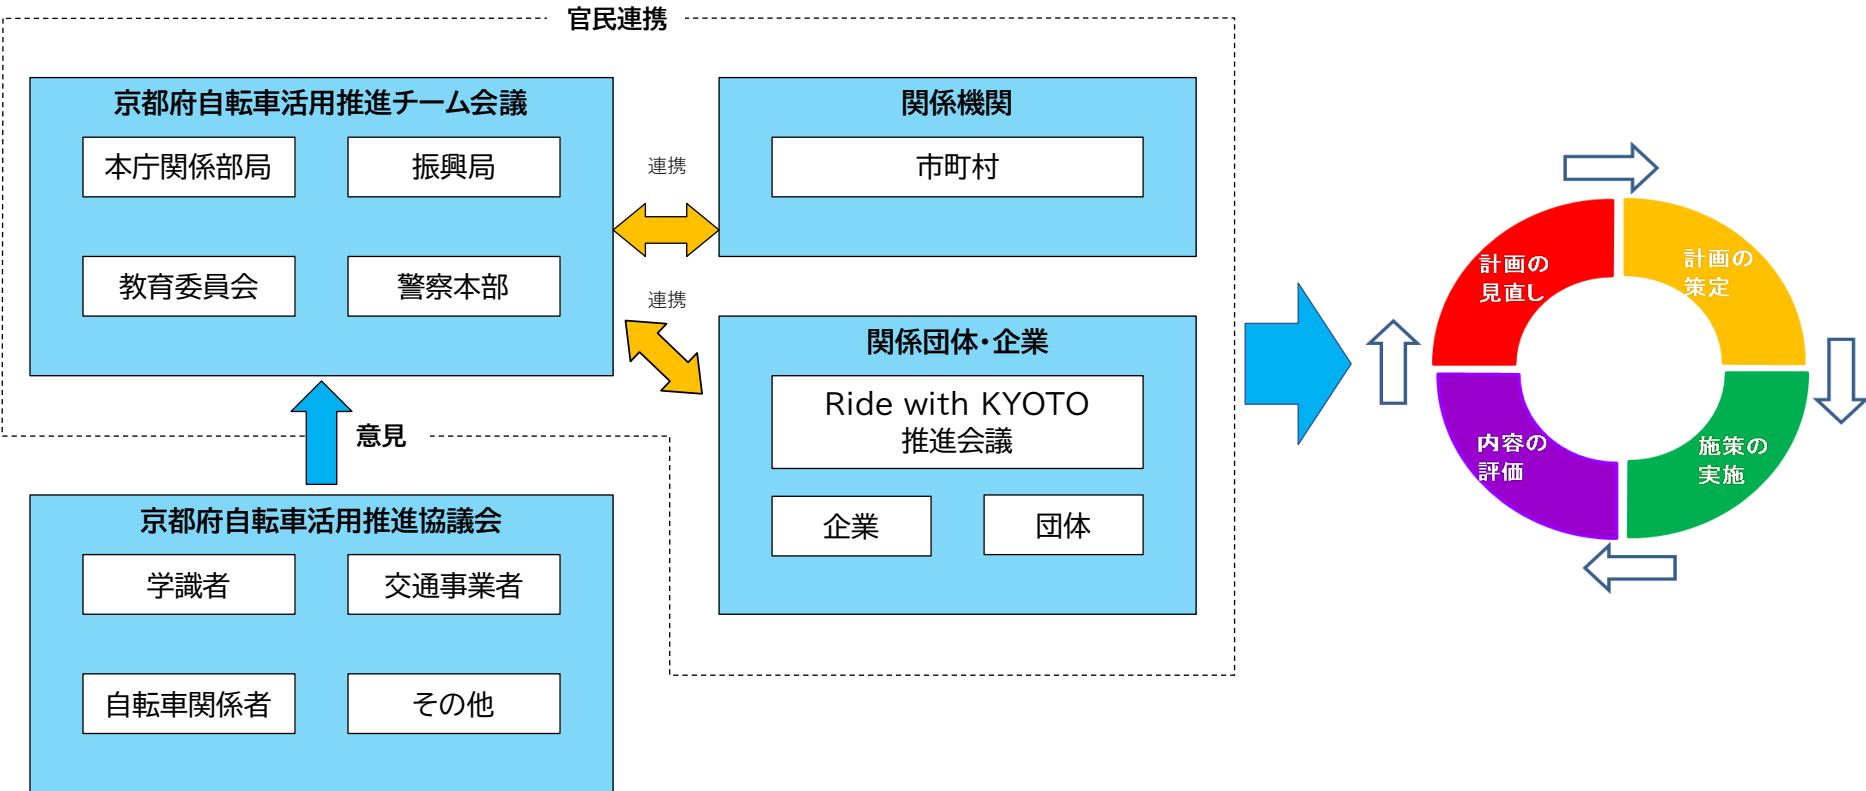 官民連携
京都府自転車活用推進チーム会議
本庁関係部局
振興局
教育委員会
警察本部
連携
連携
関係機関
市町村
関係団体・企業
Ride with KYOTO
推進会議
企業
団体
意見
京都府自転車活用推進協議会
学識者
交通事業者
自転車関係者
その他
計画の
見直し
計画の
策定
内容の
評価
施策の
実施